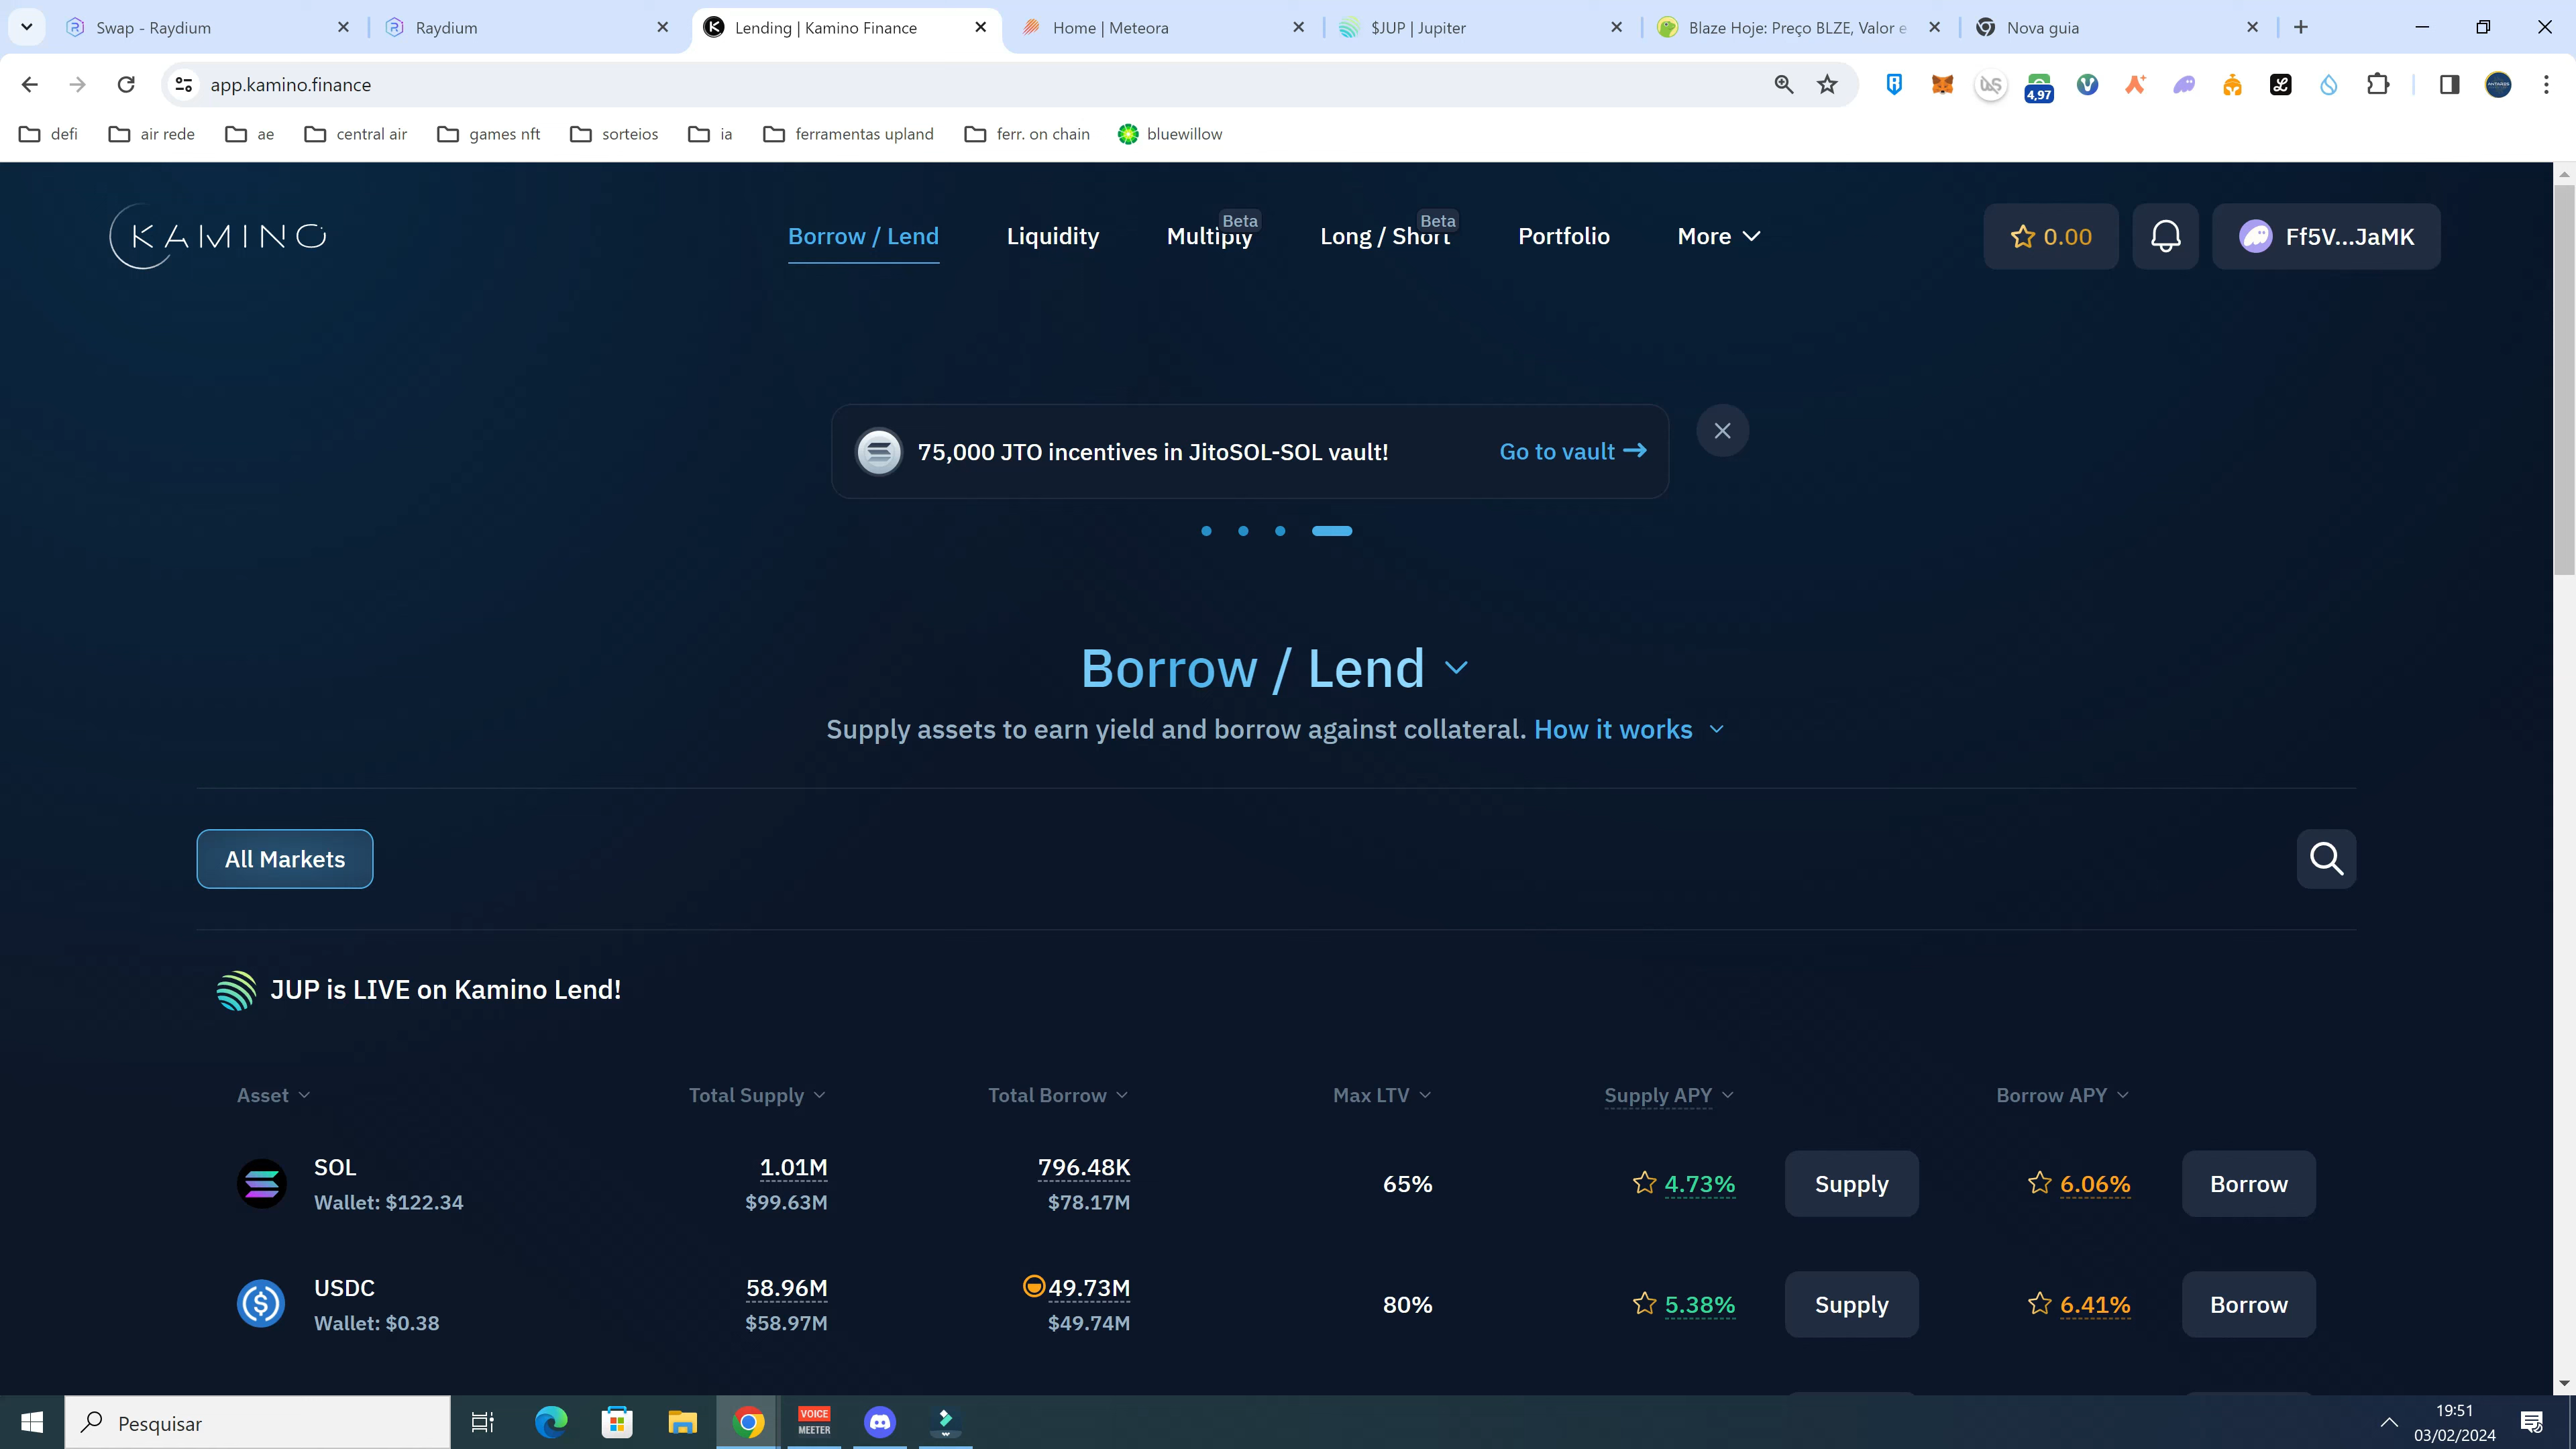 Swap - Raydium
Raydium
Lending | Kamino Finance
Home | Meteora
$JUP | Jupiter
Blaze Hoje: Preço BLZE, Valor e
Nova guia
app.kamino.finance
4,97
defi
air rede
ae
central air
games nft
sorteios
ia
ferramentas upland
ferr. on chain
bluewillow
KAMINO
Borrow / Lend
Liquidity
Multiply
Beta
Long / Short
Beta
Portfolio
More
0.00
Ff5V...JaMK
75,000 JTO incentives in JitoSOL-SOL vault!
Go to vault
Borrow / Lend
Supply assets to earn yield and borrow against collateral. How it works
All Markets
JUP is LIVE on Kamino Lend!
Asset
Total Supply
Total Borrow
Max LTV
Supply APY
Borrow APY
SOL
Wallet: $122.34
1.01M
$99.63M
796.48K
$78.17M
65%
4.73%
Supply
6.06%
Borrow
USDC
Wallet: $0.38
58.96M
$58.97M
49.73M
$49.74M
80%
5.38%
Supply
6.41%
Borrow
Pesquisar
VOICE
MEETER
19:51
03/02/2024